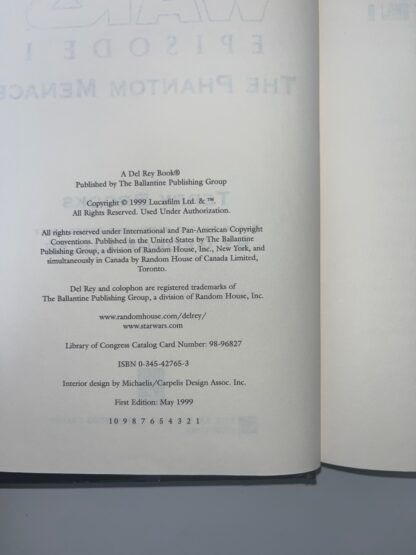 WARS
EPISODE I
THE PHANTOM MENACE
A Del Rey Book®
Published by The Ballantine Publishing Group
Copyright © 1999 Lucasfilm Ltd. & ™.
All Rights Reserved. Used Under Authorization.
All rights reserved under International and Pan-American Copyright
Conventions. Published in the United States by The Ballantine
Publishing Group, a division of Random House, Inc., New York, and
simultaneously in Canada by Random House of Canada Limited,
Toronto.
Del Rey and colophon are registered trademarks of
The Ballantine Publishing Group, a division of Random House, Inc.
www.randomhouse.com/delrey/
www.starwars.com
Library of Congress Catalog Card Number: 98-96827
ISBN 0-345-42765-3
Interior design by Michaelis/Carpelis Design Assoc. Inc.
First Edition: May 1999
10 9 8 7 6 5 4 3 2 1